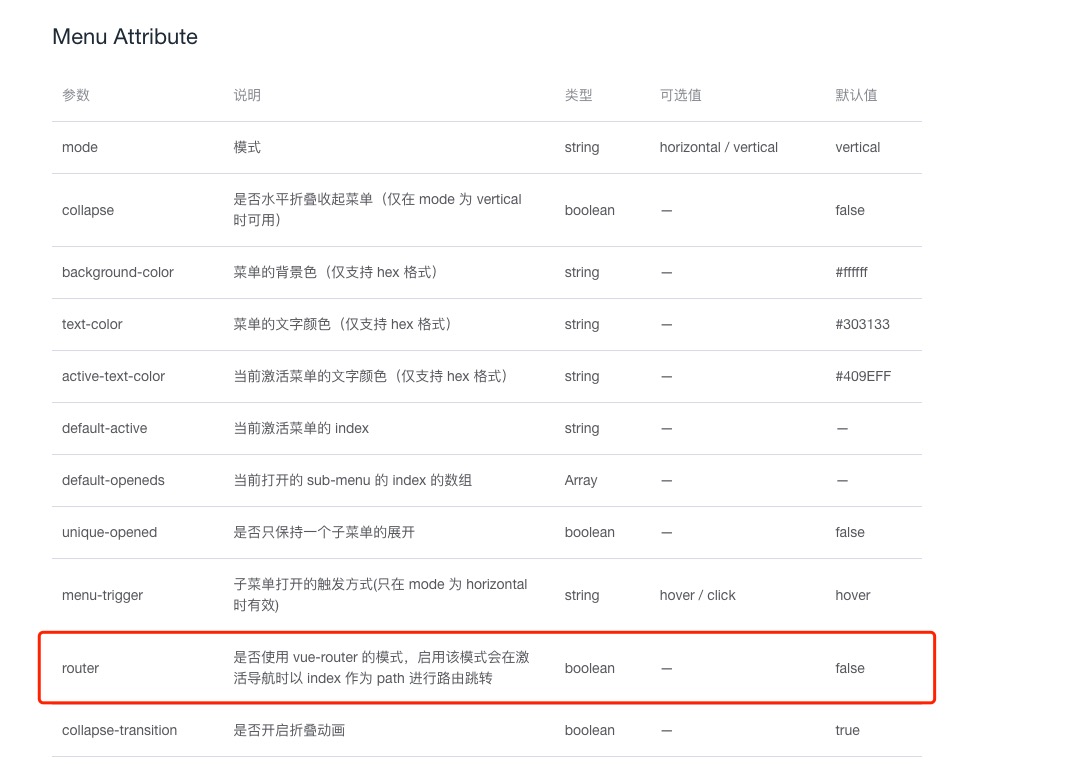 Menu Attribute
参数 说明 类型 可选值 默认值
mode 模式 string horizontal / vertical vertical
collapse 是否水平折叠收起菜单（仅在 mode 为 vertical
时可用） boolean — false
background-color 菜单的背景色（仅支持 hex 格式） string — #ffffff
text-color 菜单的文字颜色（仅支持 hex 格式） string — #303133
active-text-color 当前激活菜单的文字颜色（仅支持 hex 格式） string — #409EFF
default-active 当前激活菜单的 index string — —
default-openeds 当前打开的 sub-menu 的 index 的数组 Array — —
unique-opened 是否只保持一个子菜单的展开 boolean — false
menu-trigger 子菜单打开的触发方式(只在 mode 为 horizontal
时有效) string hover / click hover
router 是否使用 vue-router 的模式，启用该模式会在激
活导航时以 index 作为 path 进行路由跳转 boolean — false
collapse-transition 是否开启折叠动画 boolean — true